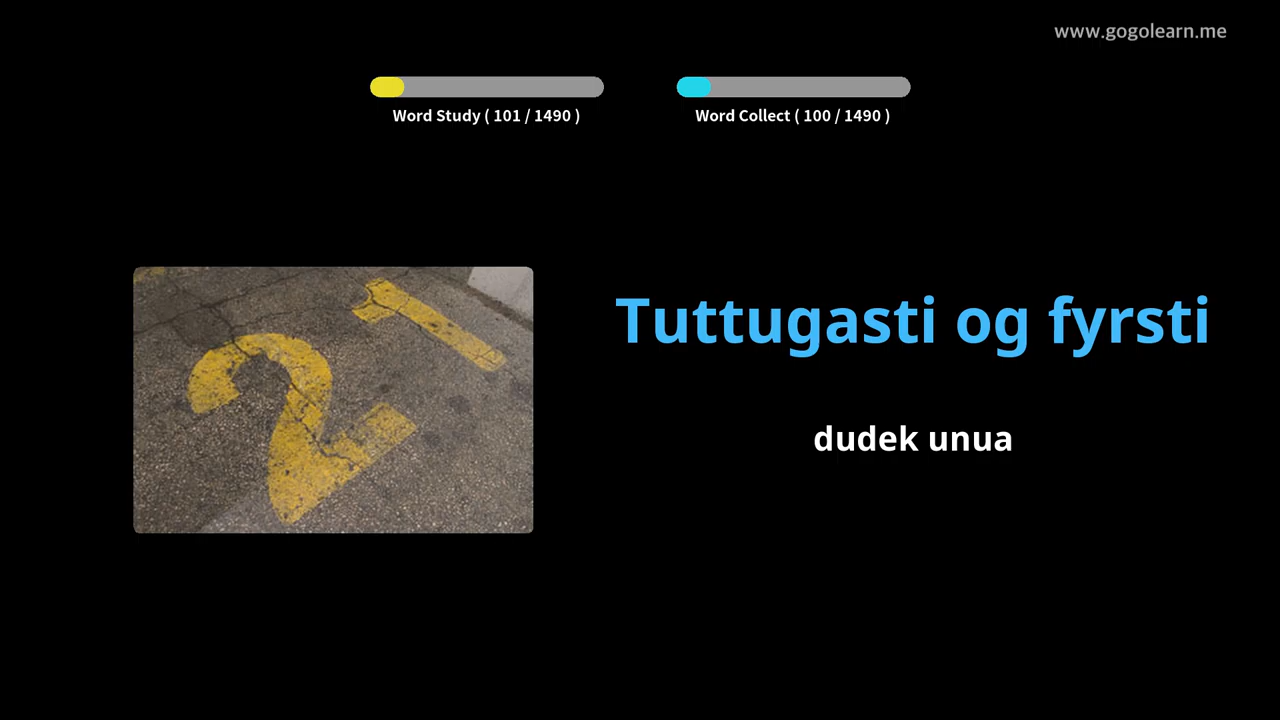 www.gogolearn.me
Word Study ( 101 / 1490 )
Word Collect ( 100 / 1490 )
21
Tuttugasti og fyrsti
dudek unua